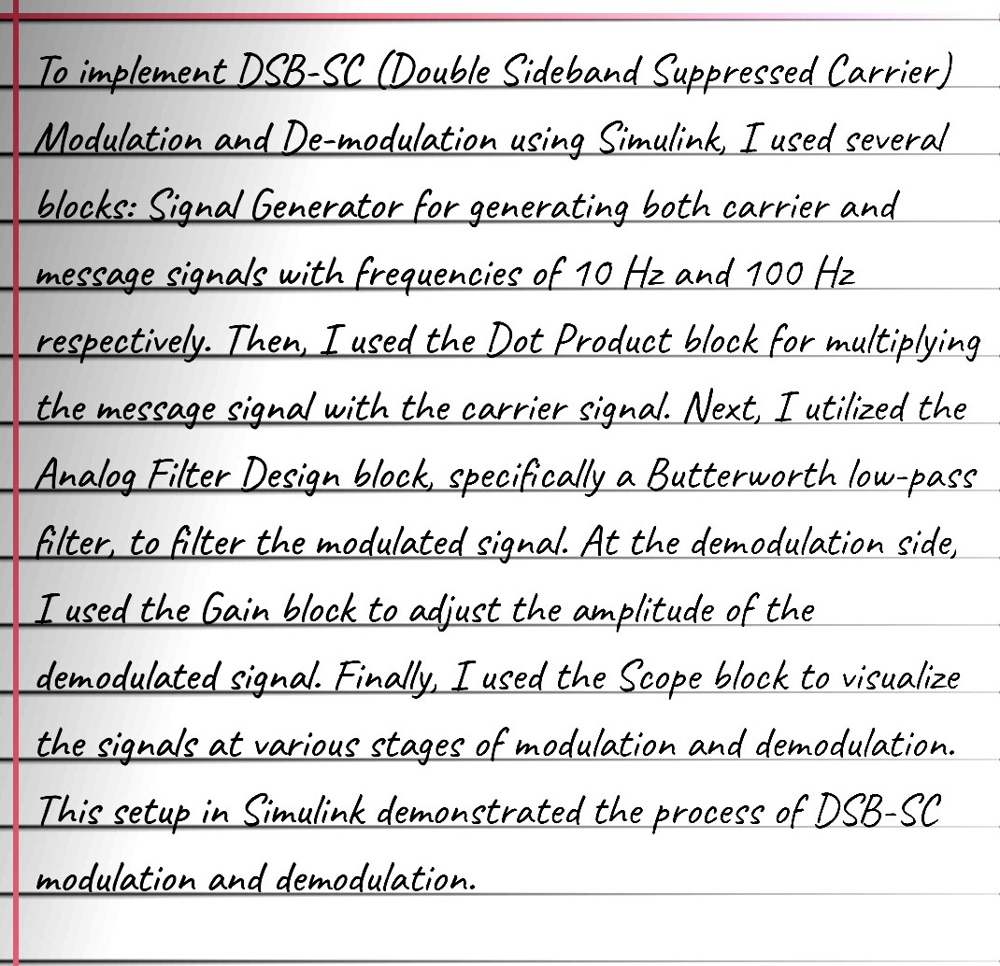 To implement DSB-SC (Double Sideband Suppressed Carrier)
Modulation and De-modulation using Simulink, I used several
blocks: Signal Generator for generating both carrier and
message signals with frequencies of 10 Hz and 100 Hz
respectively. Then, I used the Dot Product block for multiplying
the message signal with the carrier signal. Next, I utilized the
Analog Filter Design block, specifically a Butterworth low-pass
filter, to filter the modulated signal. At the demodulation side,
I used the Gain block to adjust the amplitude of the
demodulated signal. Finally, I used the Scope block to visualize
the signals at various stages of modulation and demodulation.
This setup in Simulink demonstrated the process of DSB-SC
modulation and demodulation.